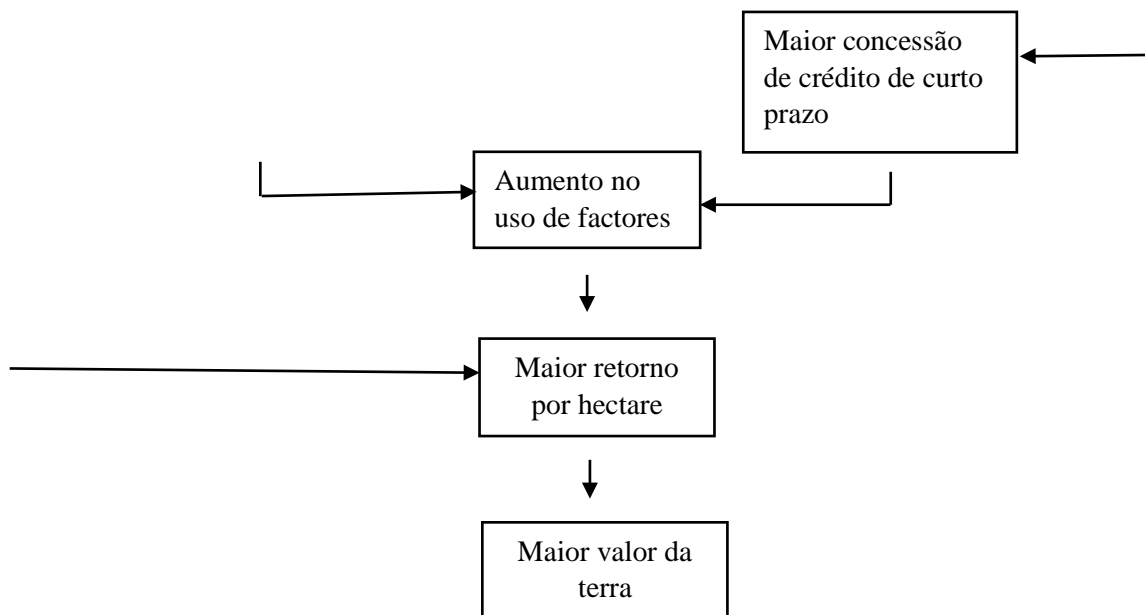 Maior concessão
de crédito de curto
prazo
Aumento no
uso de factores
Maior retorno
por hectare
Maior valor da
terra